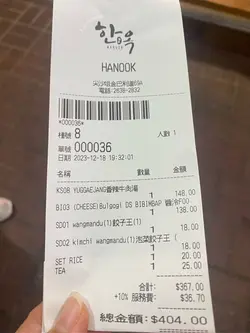 한옥
HANOOK
HANOOK
電話:2638-2832
*000036*
檯號 8 人數 1
單號 000036
日期:2023-12-18 19:32:01
名稱 數量 金額
KS08 YUGGAEJANG香辣牛肉湯
1 148.00
BI03 (CHEESE)Bulgogi DS BIBIMBAP
1 138.00
SD01 wangmandu(1)餃子王(
1 18.00
SD02 kimchi wangmandu(1)泡菜餃子王(
1 18.00
SET RICE 1 20.00
TEA 1 25.00
合計: $367.00
+10% 服務費: $36.70
總金額: $404.00